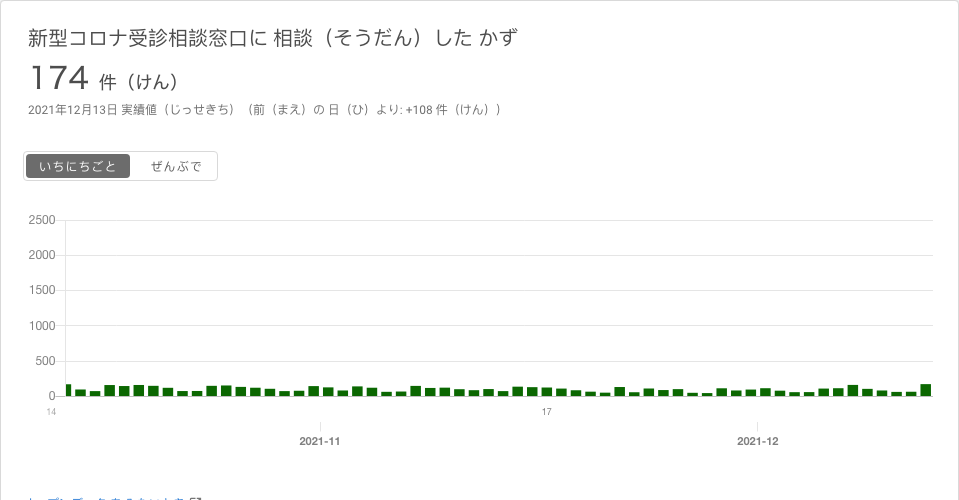 新型コロナ受診相談窓口に 相談（そうだん）した かず
174 件（けん）
2021年12月13日 実績値（じっせきち）（前（まえ）の 日（ひ）より: +108 件（けん））
いちにちごと ぜんぶで
2500
2000
1500
1000
500
0
14 17
2021-11 2021-12